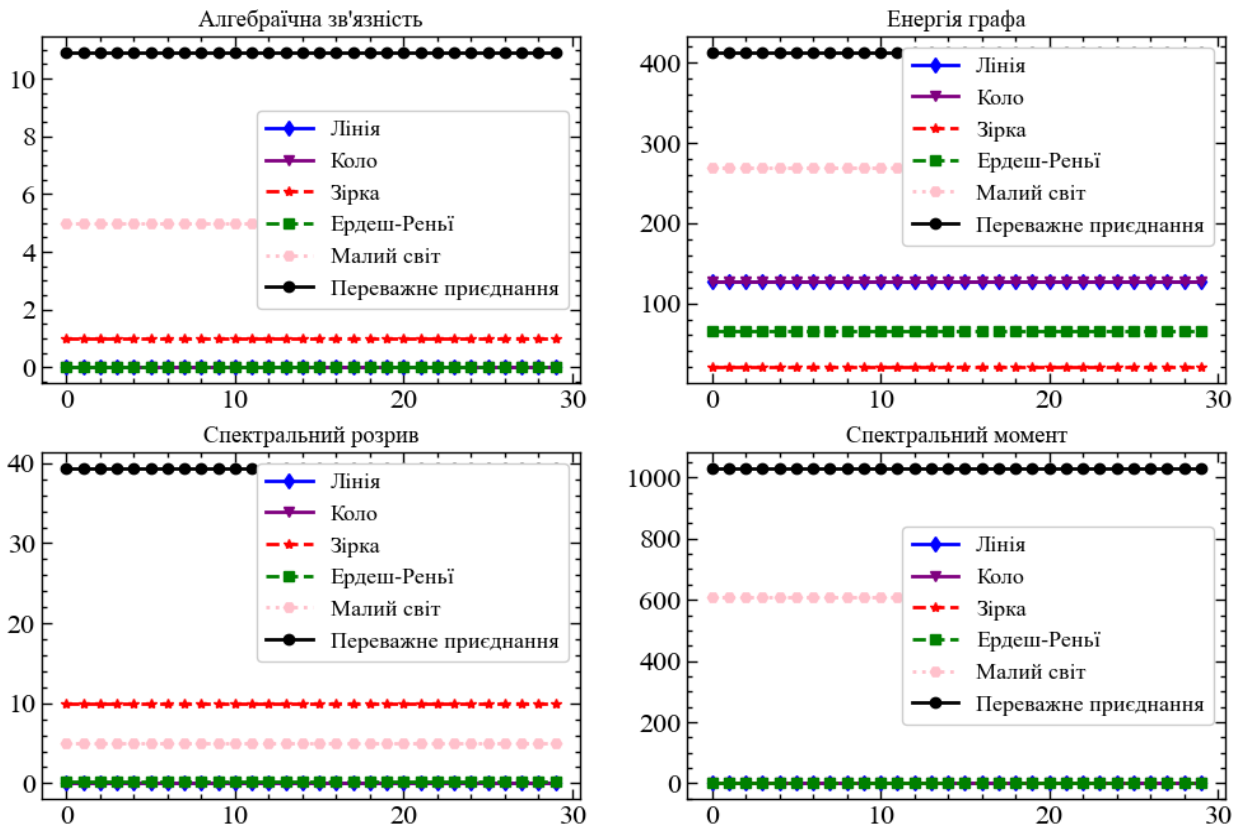 Алгебраїчна зв'язність
10
8
6
4
2
0
0 10 20 30
Лінія
Коло
Зірка
Ердеш-Реньї
Малий світ
Переважне приєднання
Енергія графа
400
300
200
100
0 10 20 30
Лінія
Коло
Зірка
Ердеш-Реньї
Малий світ
Переважне приєднання
Спектральний розрив
40
30
20
10
0
0 10 20 30
Лінія
Коло
Зірка
Ердеш-Реньї
Малий світ
Переважне приєднання
Спектральний момент
1000
800
600
400
200
0
0 10 20 30
Лінія
Коло
Зірка
Ердеш-Реньї
Малий світ
Переважне приєднання